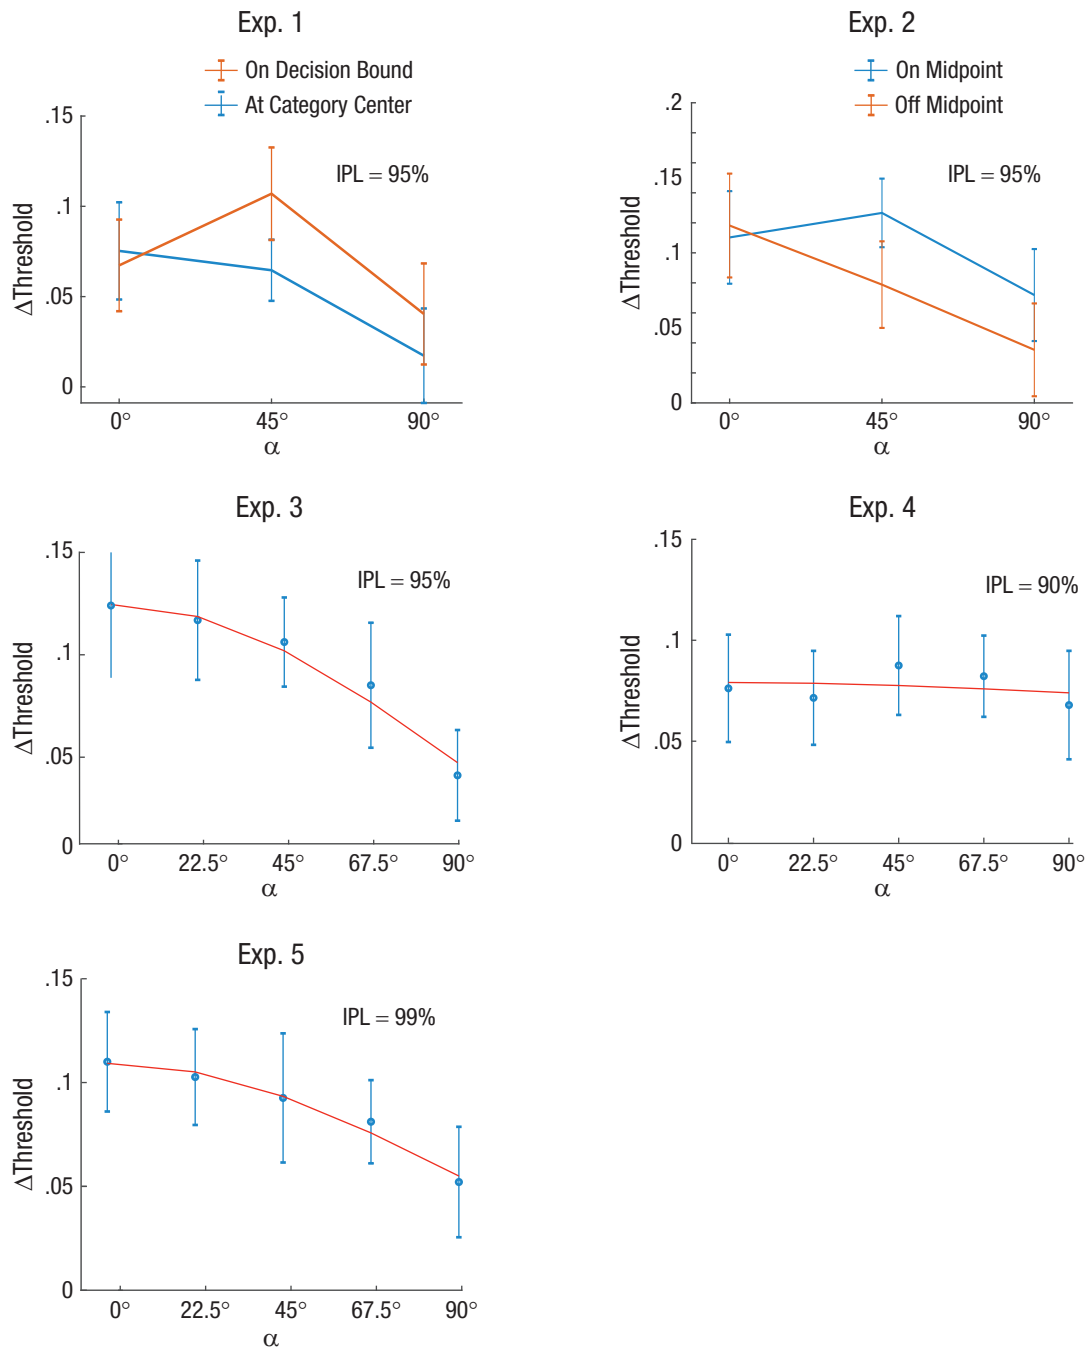 Exp. 1
On Decision Bound
At Category Center
.15
.1
.05
0
ΔThreshold
IPL = 95%
0° 45° 90°
α
Exp. 2
On Midpoint
Off Midpoint
.2
.15
.1
.05
0
ΔThreshold
IPL = 95%
0° 45° 90°
α
Exp. 3
.15
.1
.05
0
ΔThreshold
IPL = 95%
0° 22.5° 45° 67.5° 90°
α
Exp. 4
.15
.1
.05
0
ΔThreshold
IPL = 90%
0° 22.5° 45° 67.5° 90°
α
Exp. 5
.15
.1
.05
0
ΔThreshold
IPL = 99%
0° 22.5° 45° 67.5° 90°
α